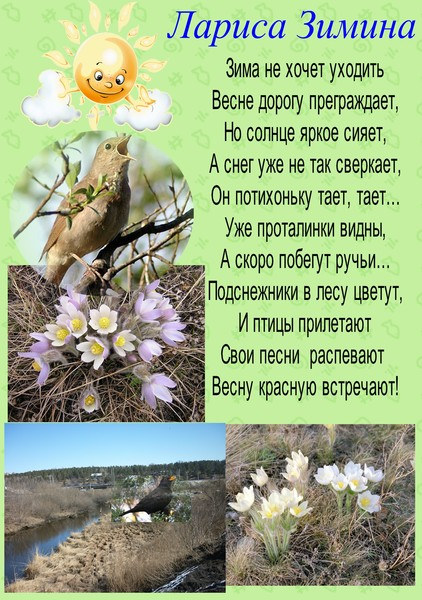 Лариса Зимина
Зима не хочет уходить
Весне дорогу преграждает,
Но солнце яркое сияет,
А снег уже не так сверкает,
Он потихоньку тает, тает...
Уже проталинки видны,
А скоро побегут ручьи...
Подснежники в лесу цветут,
И птицы прилетают
Свои песни распевают
Весну красную встречают!